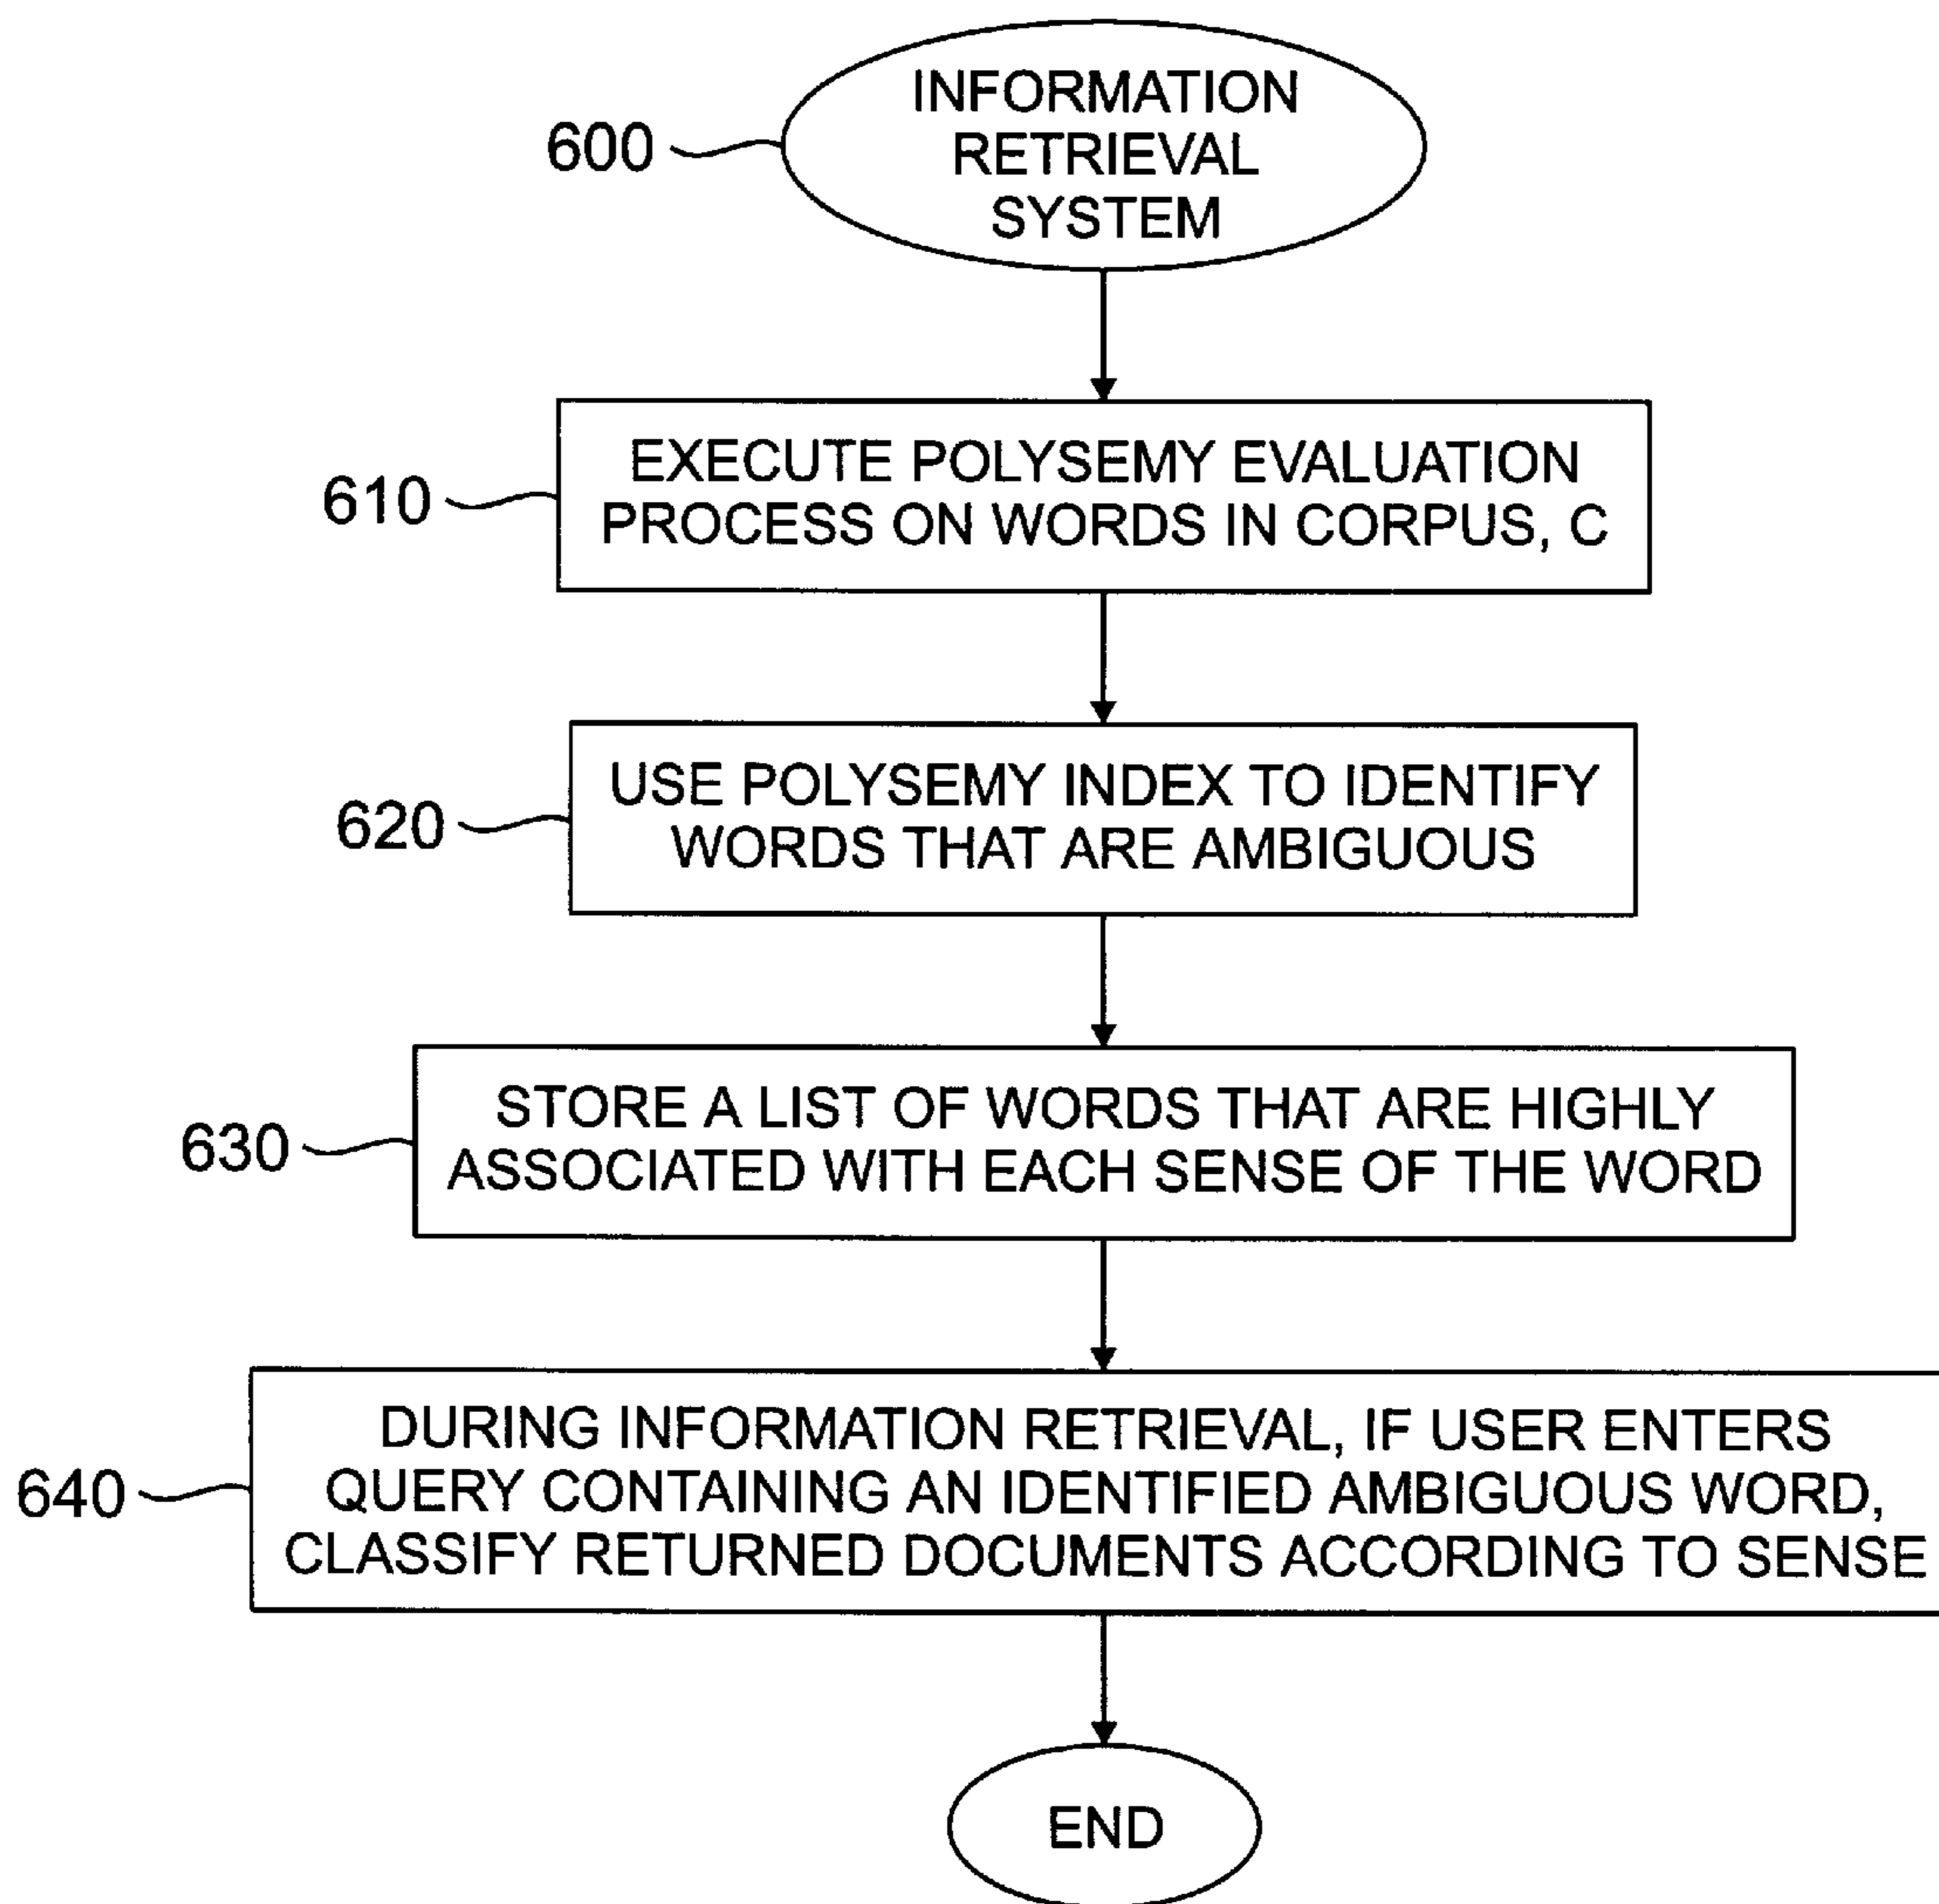 INFORMATION
600 RETRIEVAL
SYSTEM
EXECUTE POLYSEMY EVALUATION
610
PROCESS ON WORDS IN CORPUS, C
USE POLYSEMY INDEX TO IDENTIFY
620
WORDS THAT ARE AMBIGUOUS
STORE A LIST OF WORDS THAT ARE HIGHLY
630
ASSOCIATED WITH EACH SENSE OF THE WORD
DURING INFORMATION RETRIEVAL, IF USER ENTERS
640 QUERY CONTAINING AN IDENTIFIED AMBIGUOUS WORD,
CLASSIFY RETURNED DOCUMENTS ACCORDING TO SENSE
END